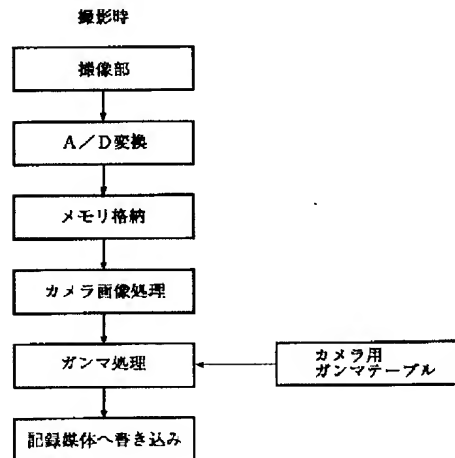 撮影時
撮像部
A/D変換
メモリ格納
カメラ画像処理
ガンマ処理
カメラ用
ガンマテーブル
記録媒体へ書き込み